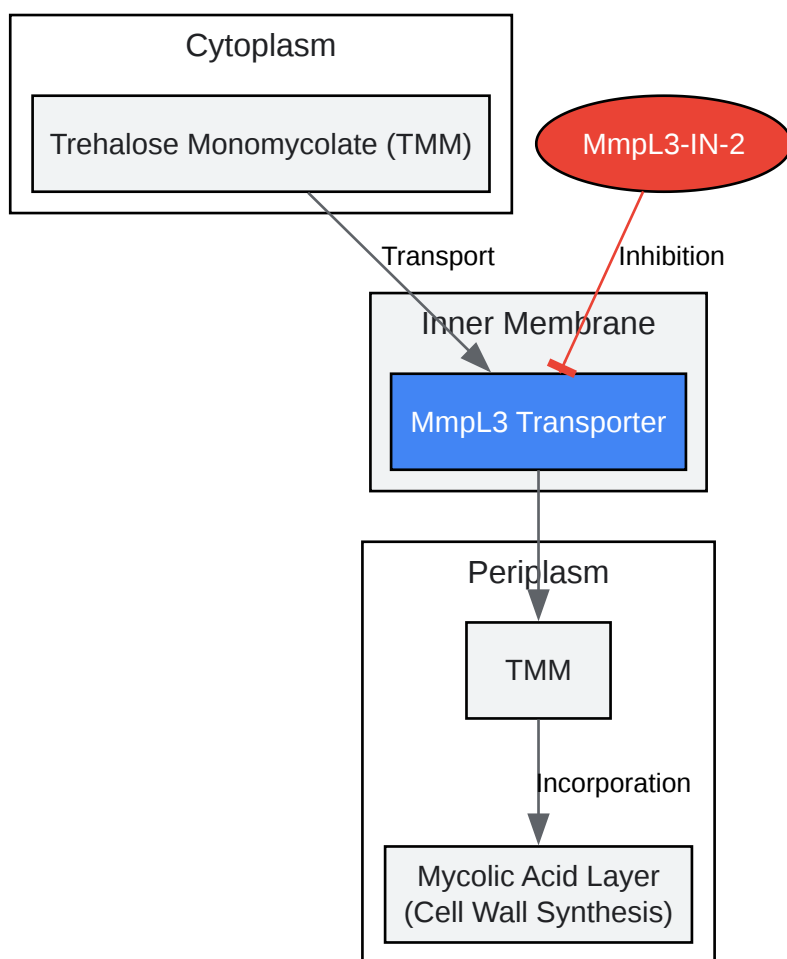 Cytoplasm
Trehalose Monomycolate (TMM)
MmpL3-IN-2
Transport
Inhibition
Inner Membrane
MmpL3 Transporter
Periplasm
TMM
Incorporation
Mycolic Acid Layer
(Cell Wall Synthesis)